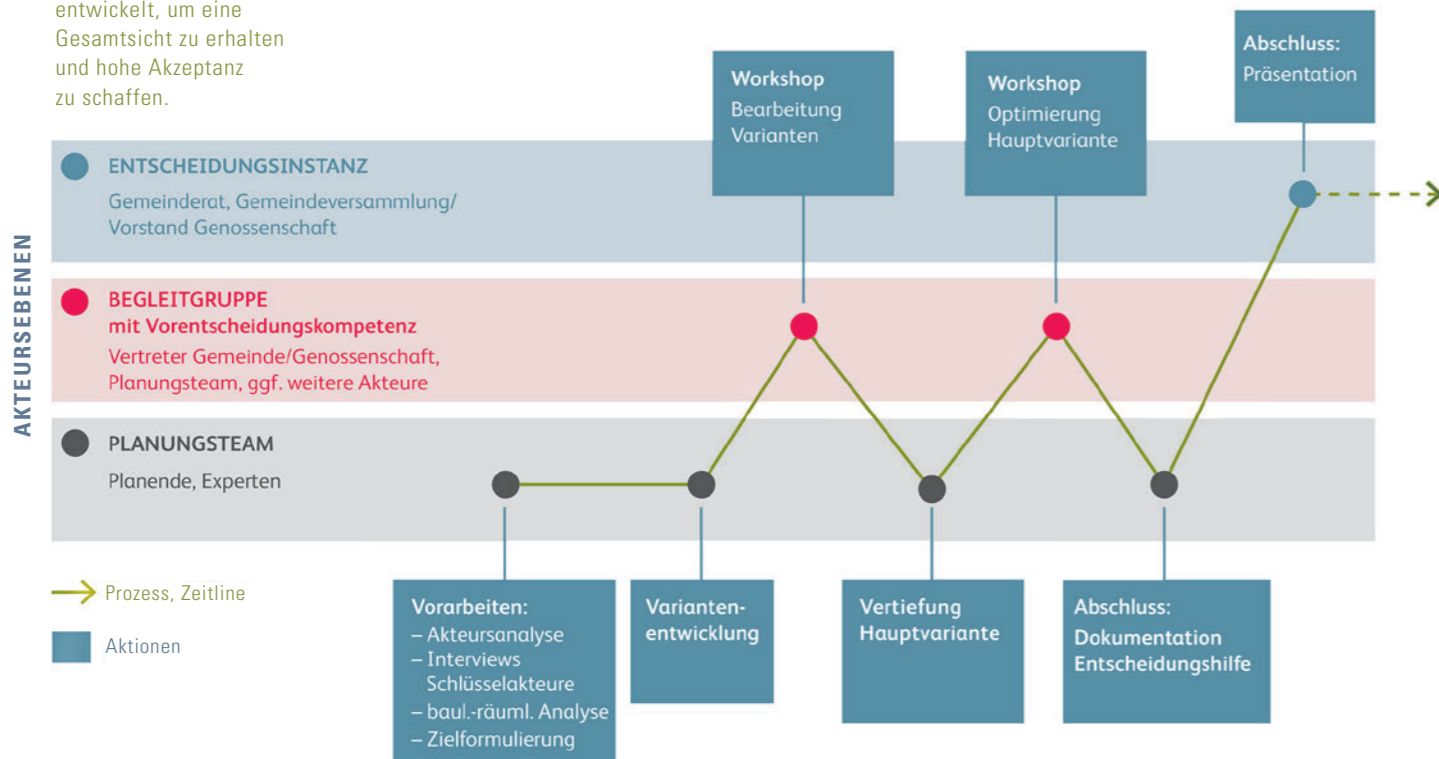 entwickelt, um eine
Gesamtsicht zu erhalten
und hohe Akzeptanz
zu schaffen.
Workshop
Bearbeitung
Varianten
Workshop
Optimierung
Hauptvariante
Abschluss:
Präsentation
AKTEURSEBENEN
ENTSCHEIDUNGSINSTANZ
Gemeinderat, Gemeindeversammlung/
Vorstand Genossenschaft
BEGLEITGRUPPE
mit Vorentscheidungskompetenz
Vertreter Gemeinde/Genossenschaft,
Planungsteam, ggf. weitere Akteure
PLANUNGSTEAM
Planende, Experten
Prozess, Zeitline
Aktionen
Vorarbeiten:
– Akteursanalyse
– Interviews
Schlüsselakteure
– baul.-räuml. Analyse
– Zielformulierung
Varianten-
entwicklung
Vertiefung
Hauptvariante
Abschluss:
Dokumentation
Entscheidungshilfe